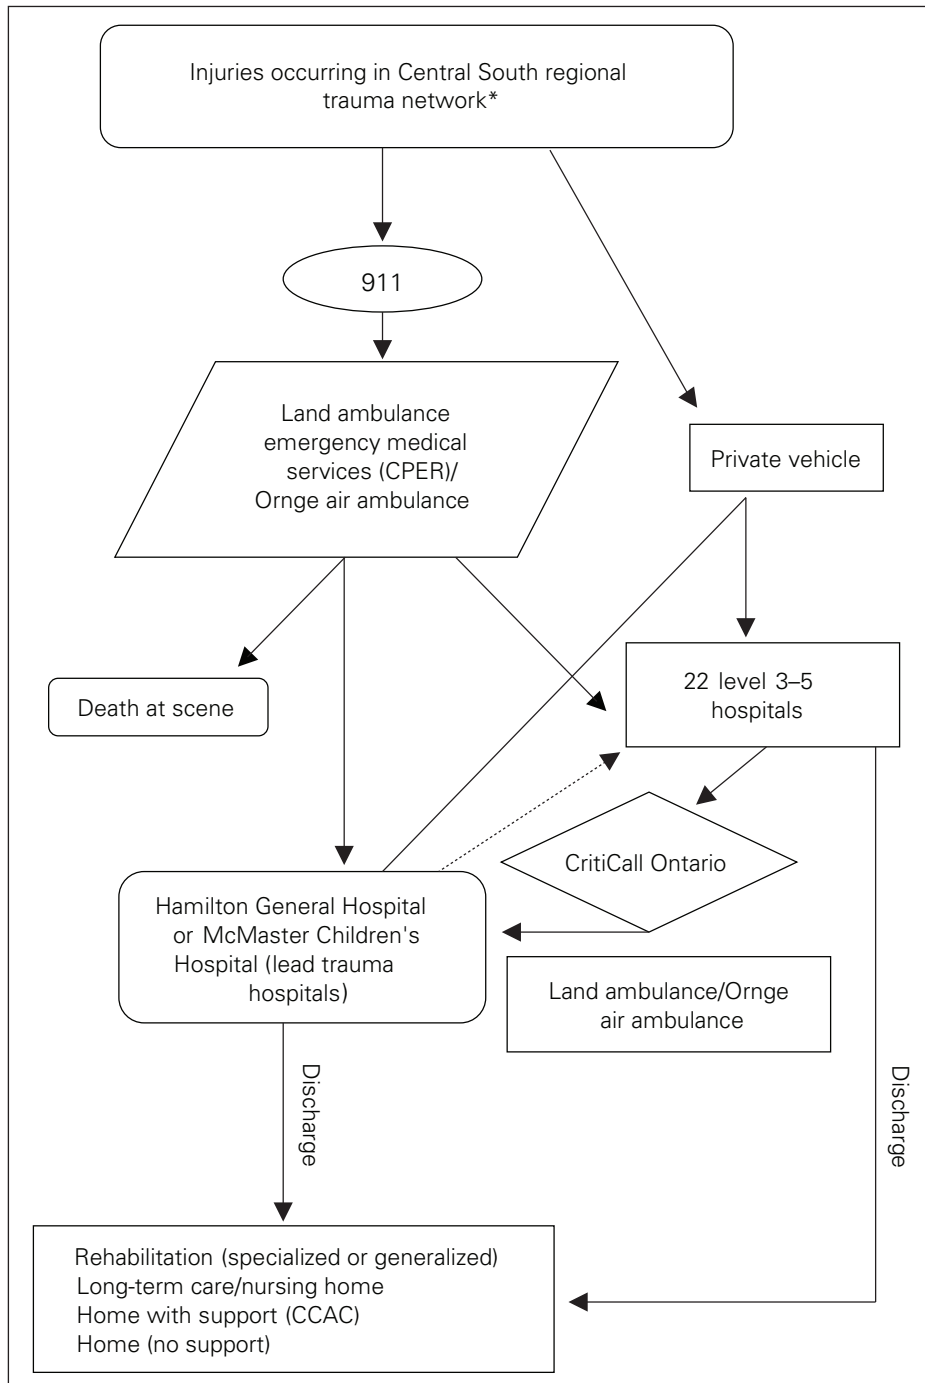 Injuries occurring in Central South regional
trauma network*
911
Land ambulance
emergency medical
services (CPER)/
Ornge air ambulance
Private vehicle
Death at scene
22 level 3–5
hospitals
CritiCall Ontario
Hamilton General Hospital
or McMaster Children's
Hospital (lead trauma
hospitals)
Land ambulance/Ornge
air ambulance
Discharge
Discharge
Rehabilitation (specialized or generalized)
Long-term care/nursing home
Home with support (CCAC)
Home (no support)